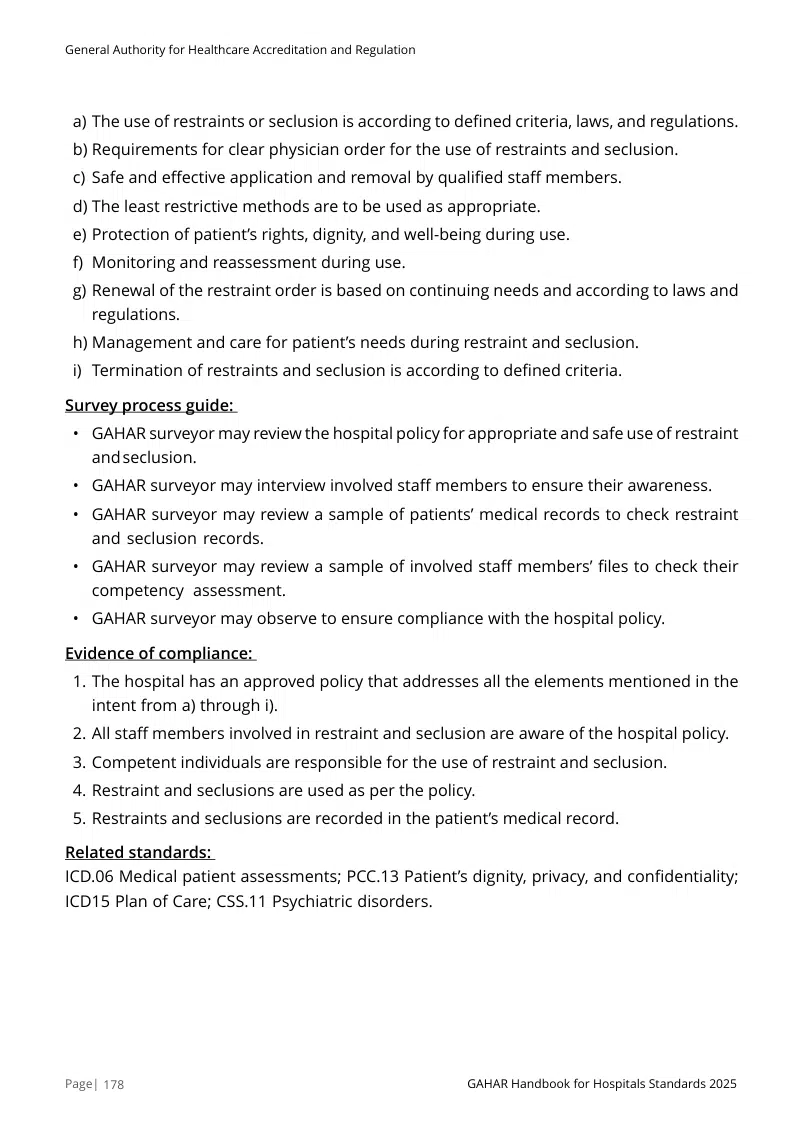 General Authority for Healthcare Accreditation and Regulation
a) The use of restraints or seclusion is according to defined criteria, laws, and regulations.
b) Requirements for clear physician order for the use of restraints and seclusion.
c) Safe and effective application and removal by qualified staff members.
d) The least restrictive methods are to be used as appropriate.
e) Protection of patient’s rights, dignity, and well-being during use.
f) Monitoring and reassessment during use.
g) Renewal of the restraint order is based on continuing needs and according to laws and
regulations.
h) Management and care for patient’s needs during restraint and seclusion.
i) Termination of restraints and seclusion is according to defined criteria.
Survey process guide:
• GAHAR surveyor may review the hospital policy for appropriate and safe use of restraint
and seclusion.
• GAHAR surveyor may interview involved staff members to ensure their awareness.
• GAHAR surveyor may review a sample of patients’ medical records to check restraint
and seclusion records.
• GAHAR surveyor may review a sample of involved staff members’ files to check their
competency assessment.
• GAHAR surveyor may observe to ensure compliance with the hospital policy.
Evidence of compliance:
1. The hospital has an approved policy that addresses all the elements mentioned in the
intent from a) through i).
2. All staff members involved in restraint and seclusion are aware of the hospital policy.
3. Competent individuals are responsible for the use of restraint and seclusion.
4. Restraint and seclusions are used as per the policy.
5. Restraints and seclusions are recorded in the patient’s medical record.
Related standards:
ICD.06 Medical patient assessments; PCC.13 Patient’s dignity, privacy, and confidentiality;
ICD15 Plan of Care; CSS.11 Psychiatric disorders.
Page| 178
GAHAR Handbook for Hospitals Standards 2025